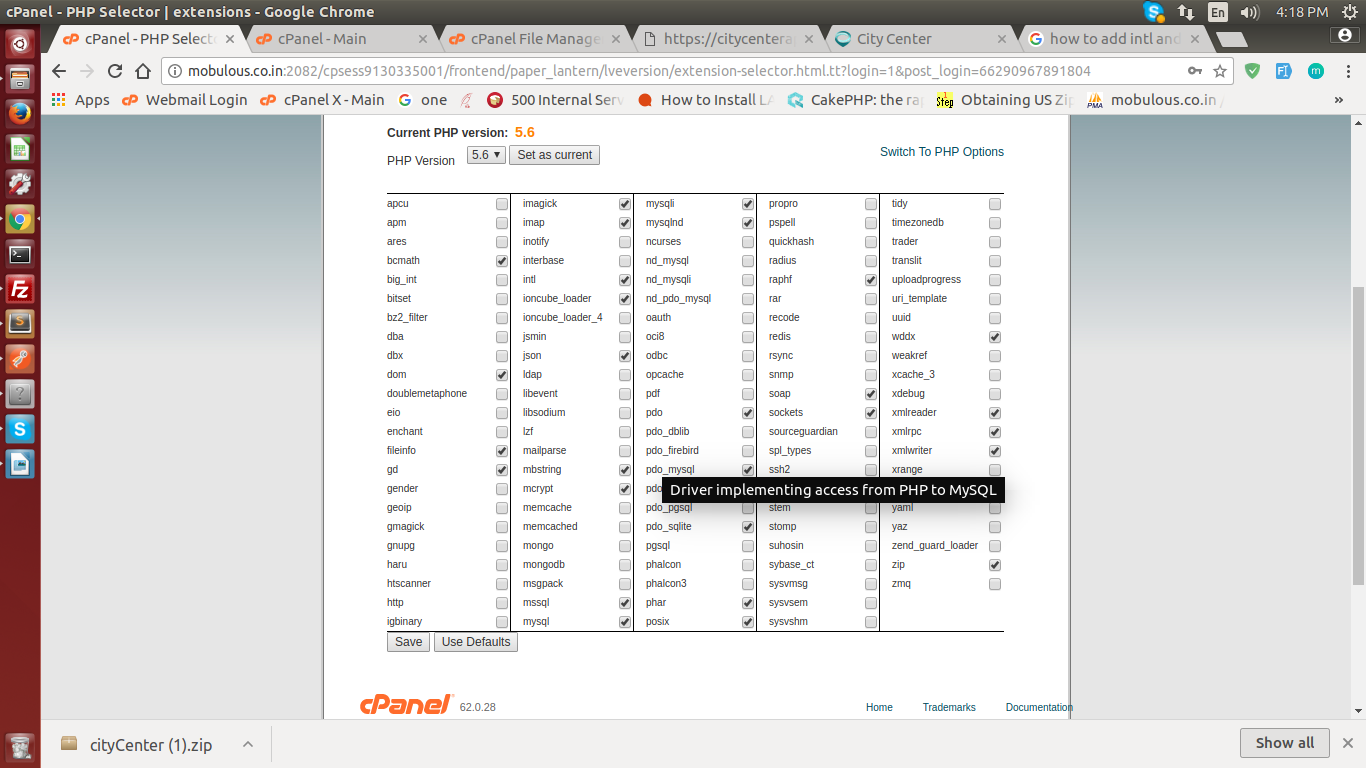 cPanel - PHP Selector | extensions - Google Chrome
En
4:18 PM
cPanel - PHP Select
cPanel - Main
cPanel File Manage
https://citycentera
City Center
how to add intl and
mobulous.co.in:2082/cpsess9130335001/frontend/paper_lantern/lveversion/extension-selector.html.tt?login=1&post_login=66290967891804
Apps
Webmail Login
cPanel X - Main
one
500 Internal Serv
How to Install LA
CakePHP: the ra
Step
Obtaining US Zip
PMA
mobulous.co.in /
»
Current PHP version: 5.6
PHP Version
5.6
Set as current
Switch To PHP Options
apcu
apm
ares
bcmath
big_int
bitset
bz2_filter
dba
dbx
dom
doublemetaphone
eio
enchant
fileinfo
gd
gender
geoip
gmagick
gnupg
haru
htscanner
http
igbinary
imagick
imap
inotify
interbase
intl
ioncube_loader
ioncube_loader_4
jsmin
json
ldap
libevent
libsodium
lzf
mailparse
mbstring
mcrypt
memcache
memcached
mongo
mongodb
msgpack
mssql
mysql
mysqli
mysqlnd
ncurses
nd_mysql
nd_mysqli
nd_pdo_mysql
oauth
oci8
odbc
opcache
pdf
pdo
pdo_dblib
pdo_firebird
pdo_mysql
pdo
Driver implementing access from PHP to MySQL
pdo_pgsql
pdo_sqlite
pgsql
phalcon
phalcon3
phar
posix
propro
pspell
quickhash
radius
raphf
rar
recode
redis
rsync
snmp
soap
sockets
sourceguardian
spl_types
ssh2
stem
stomp
suhosin
sybase_ct
sysvmsg
sysvsem
sysvshm
tidy
timezonedb
trader
translit
uploadprogress
uri_template
uuid
wddx
weakref
xcache_3
xdebug
xmlreader
xmlrpc
xmlwriter
xrange
yaml
yaz
zend_guard_loader
zip
zmq
Save
Use Defaults
cPanel
62.0.28
Home
Trademarks
Documentation
cityCenter (1).zip
Show all